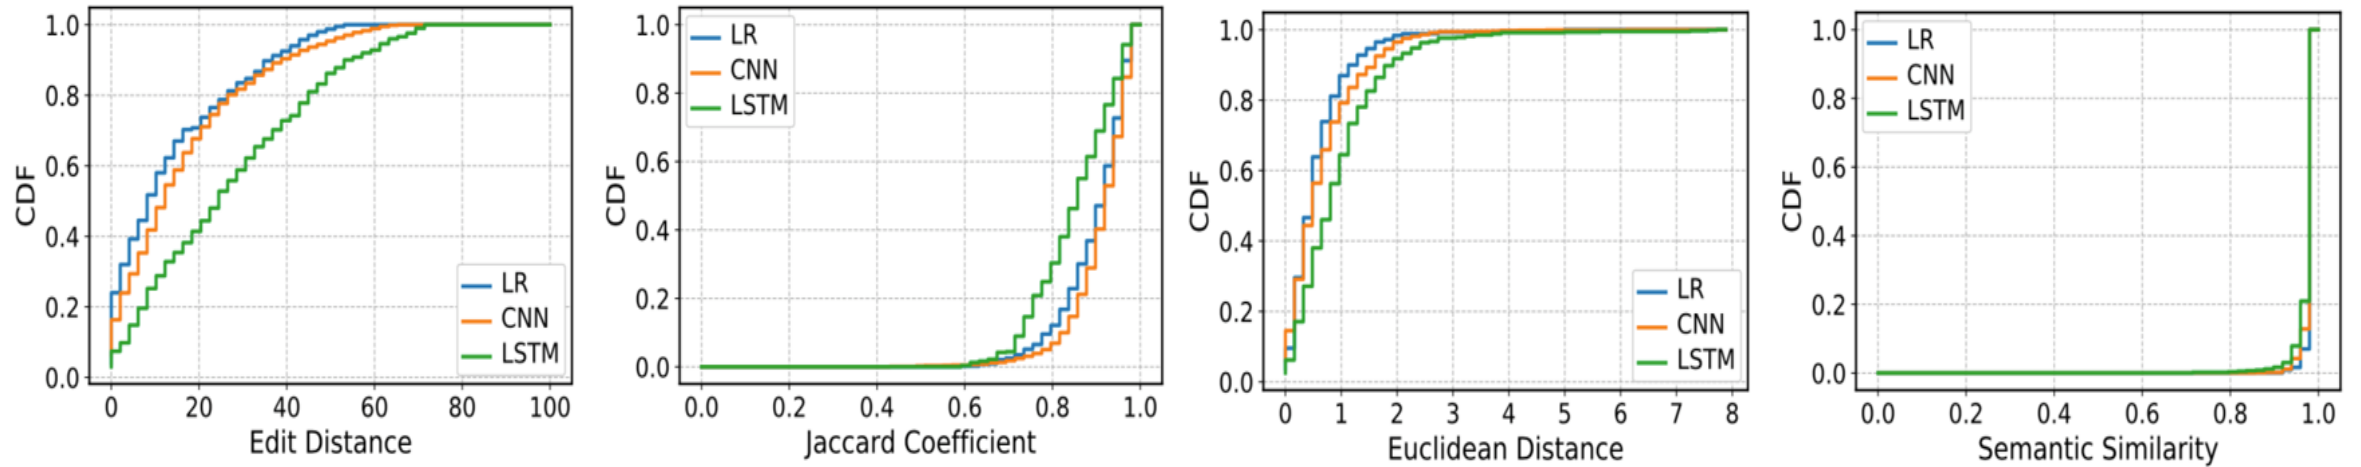 CDF
1.0
0.8
0.6
0.4
0.2
0.0
LR
CNN
LSTM
0 20 40 60 80 100
Edit Distance
CDF
1.0
0.8
0.6
0.4
0.2
0.0
LR
CNN
LSTM
0.0 0.2 0.4 0.6 0.8 1.0
Jaccard Coefficient
CDF
1.0
0.8
0.6
0.4
0.2
0.0
LR
CNN
LSTM
0 1 2 3 4 5 6 7 8
Euclidean Distance
CDF
1.0
0.8
0.6
0.4
0.2
0.0
LR
CNN
LSTM
0.0 0.2 0.4 0.6 0.8 1.0
Semantic Similarity